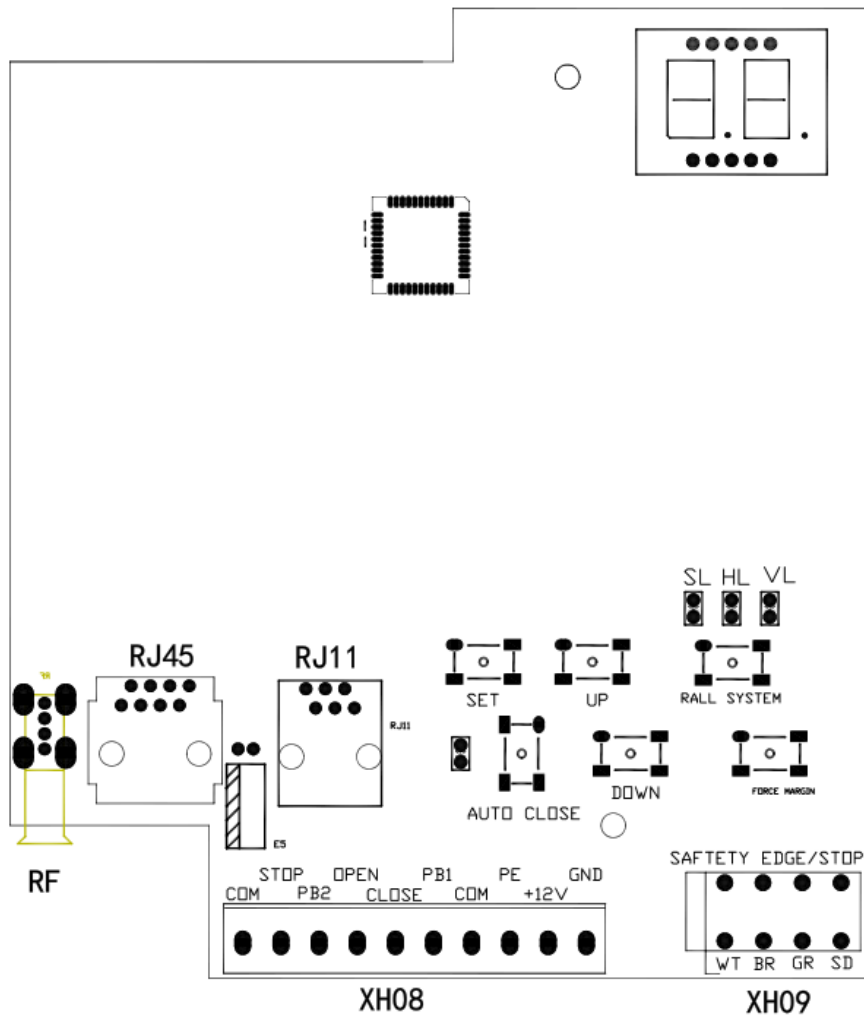 SL HL VL
RJ45
RJ11
RF
SET
UP
RALL SYSTEM
RJ11
AUTO CLOSE
DOWN
FORCE MARGIN
E5
RF
STOP OPEN PB1 PE GND
COM PB2 CLOSE COM +12V
SAFTETY EDGE/STOP
WT BR GR SD
XH08
XH09